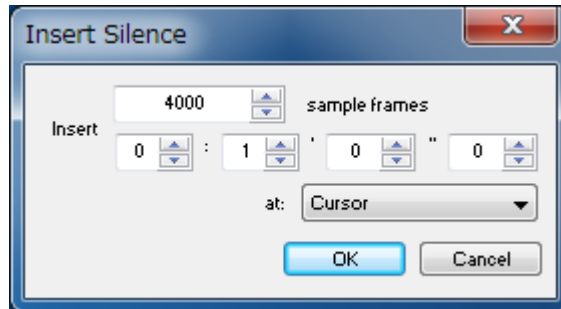 Insert Silence
4000 sample frames
Insert
0 : 1 ' 0 " 0
at: Cursor
OK Cancel